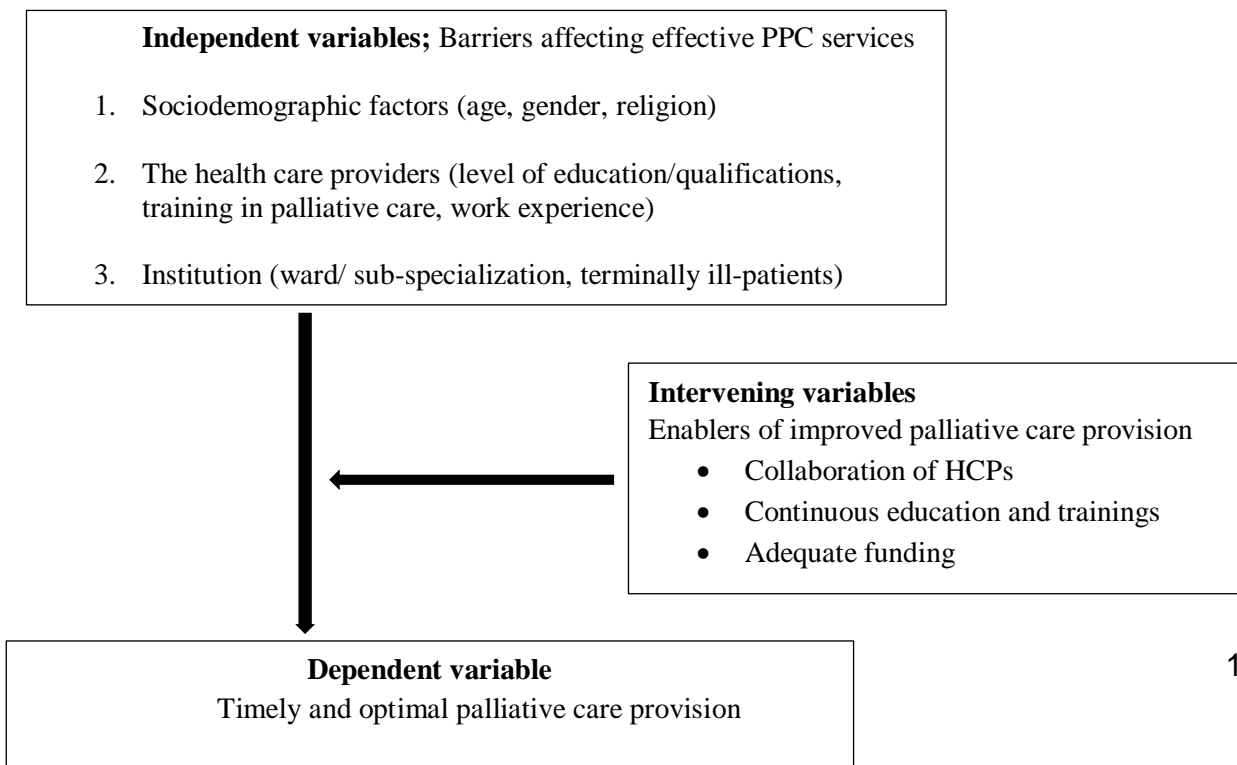 Independent variables; Barriers affecting effective PPC services
1. Sociodemographic factors (age, gender, religion)
2. The health care providers (level of education/qualifications,
training in palliative care, work experience)
3. Institution (ward/ sub-specialization, terminally ill-patients)
Intervening variables
Enablers of improved palliative care provision
• Collaboration of HCPs
• Continuous education and trainings
• Adequate funding
Dependent variable
Timely and optimal palliative care provision
1